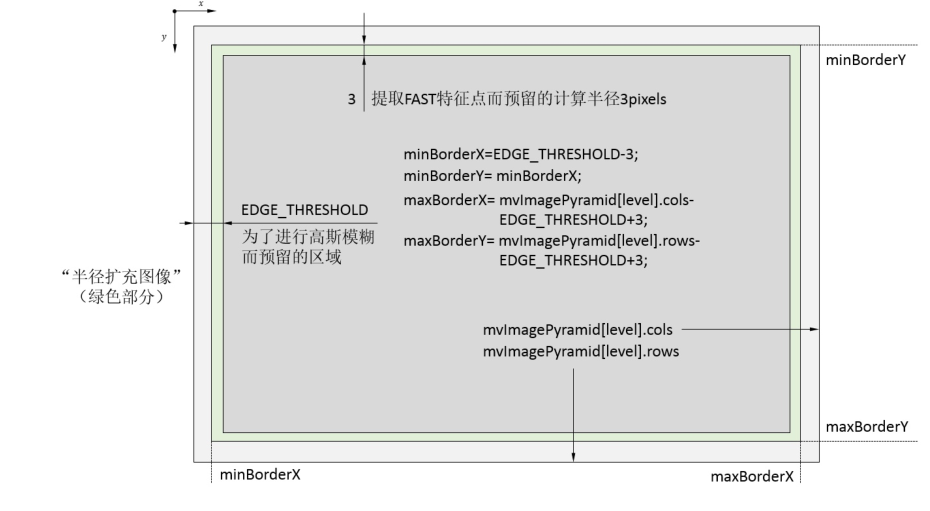 x
y
minBorderY
3 提取FAST特征点而预留的计算半径3pixels
minBorderX=EDGE_THRESHOLD-3;
minBorderY= minBorderX;
maxBorderX= mvImagePyramid[level].cols-
EDGE_THRESHOLD+3;
maxBorderY= mvImagePyramid[level].rows-
EDGE_THRESHOLD+3;
EDGE_THRESHOLD
为了进行高斯模糊
而预留的区域
“半径扩充图像”
（绿色部分）
mvImagePyramid[level].cols
mvImagePyramid[level].rows
maxBorderY
minBorderX
maxBorderX